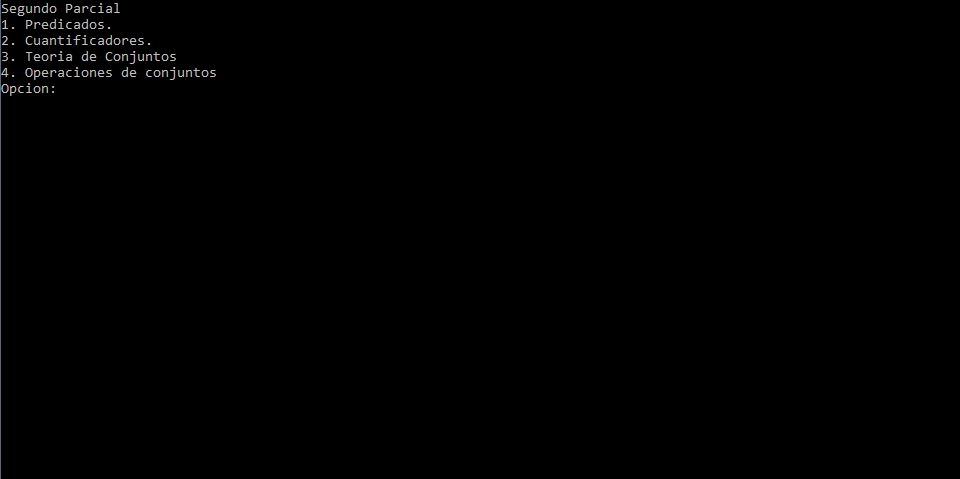 Segundo Parcial
1. Predicados.
2. Cuantificadores.
3. Teoria de Conjuntos
4. Operaciones de conjuntos
Opcion: